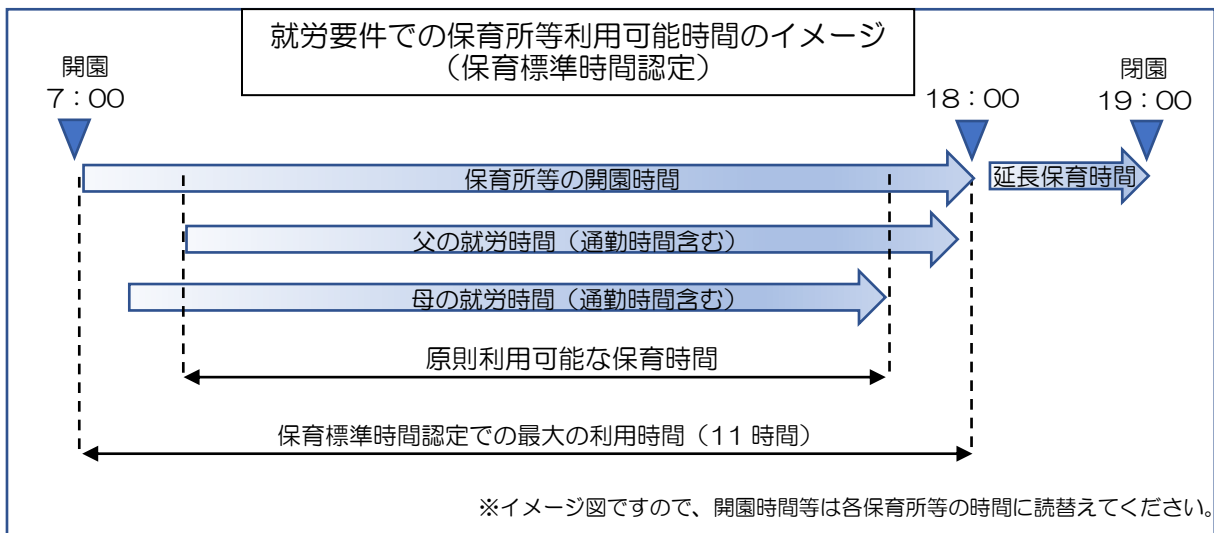 就労要件での保育所等利用可能時間のイメージ
（保育標準時間認定）
開園
7：00
18：00
閉園
19：00
保育所等の開園時間
延長保育時間
父の就労時間（通勤時間含む）
母の就労時間（通勤時間含む）
原則利用可能な保育時間
保育標準時間認定での最大の利用時間（11 時間）
※イメージ図ですので、開園時間等は各保育所等の時間に読替えてください。